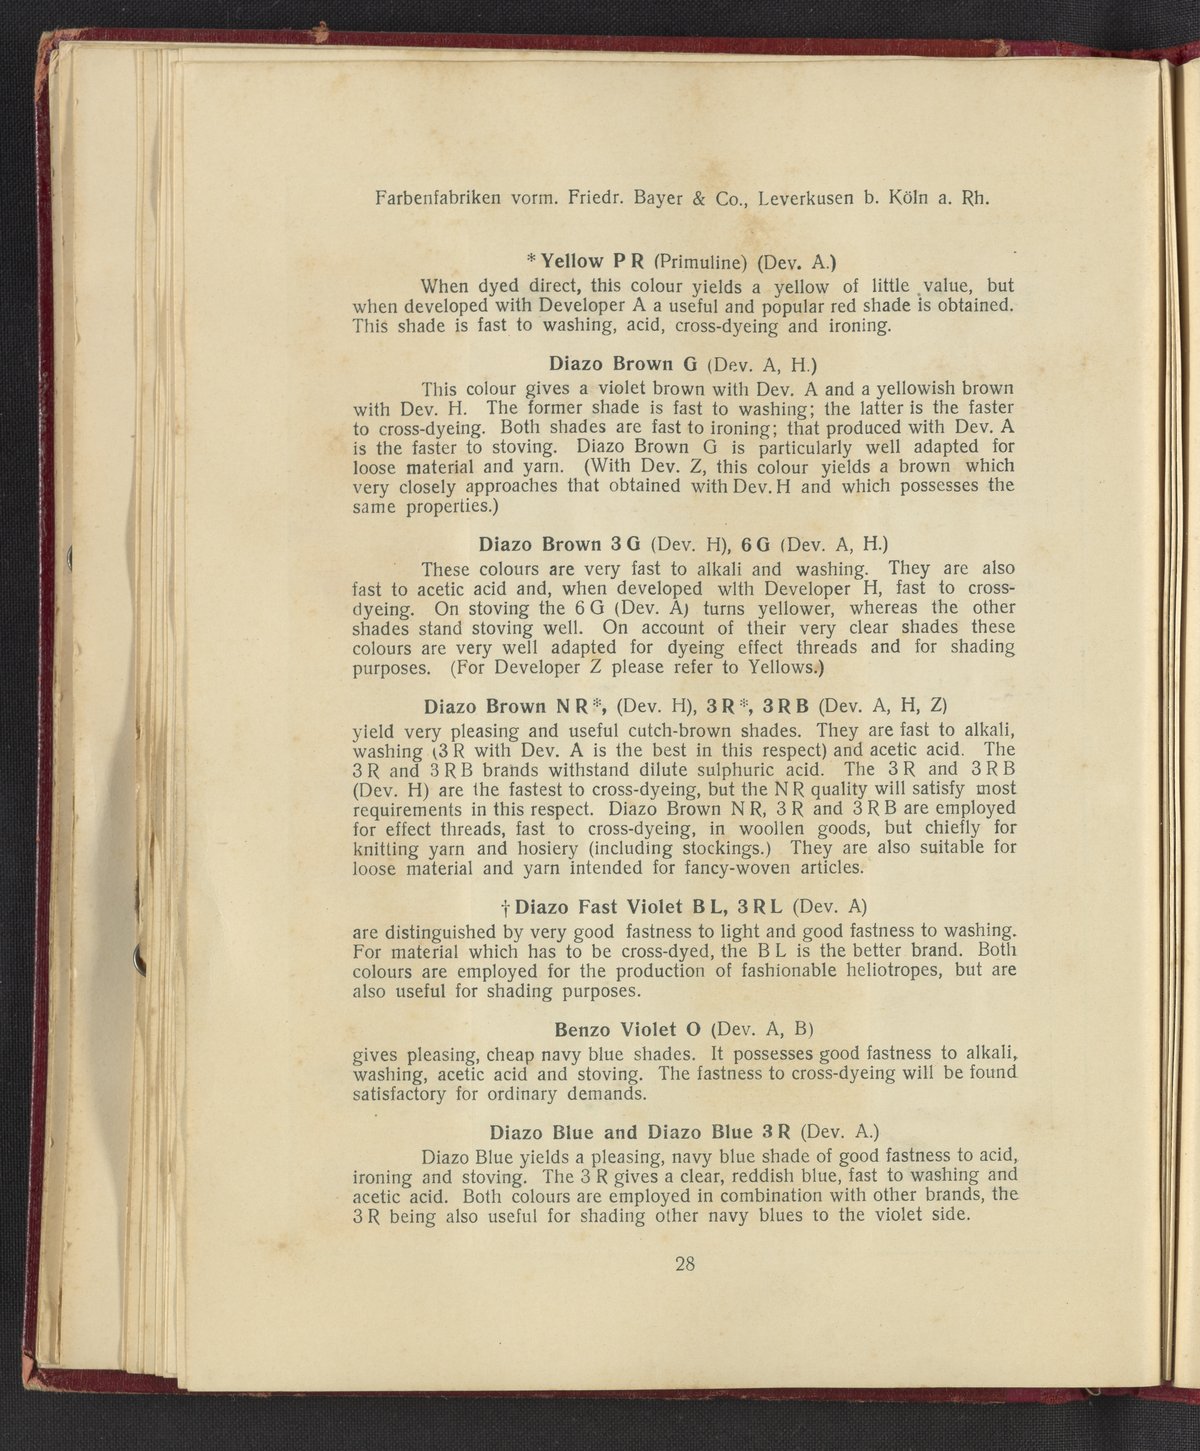 Farbenfabriken vorm. Friedr. Bayer & Co., Leverkusen b. Köln a. Rh.
* Yellow P R (Primuline) (Dev. A.)
When dyed direct, this colour yields a yellow of little value, but
when developed with Developer A a useful and popular red shade is obtained.
This shade is fast to washing, acid, cross-dyeing and ironing.
Diazo Brown G (Dev. A, H.)
This colour gives a violet brown with Dev. A and a yellowish brown
with Dev. H. The former shade is fast to washing; the latter is the faster
to cross-dyeing. Both shades are fast to ironing; that produced with Dev. A
is the faster to stoving. Diazo Brown G is particularly well adapted for
loose material and yarn. (With Dev. Z, this colour yields a brown which
very closely approaches that obtained with Dev. H and which possesses the
same properties.)
Diazo Brown 3 G (Dev. H), 6 G (Dev. A, H.)
These colours are very fast to alkali and washing. They are also
fast to acetic acid and, when developed with Developer H, fast to cross-
dyeing. On stoving the 6 G (Dev. A) turns yellower, whereas the other
shades stand stoving well. On account of their very clear shades these
colours are very well adapted for dyeing effect threads and for shading
purposes. (For Developer Z please refer to Yellows.)
Diazo Brown N R*, (Dev. H), 3 R*, 3 R B (Dev. A, H, Z)
yield very pleasing and useful cutch-brown shades. They are fast to alkali,
washing (3 R with Dev. A is the best in this respect) and acetic acid. The
3 R and 3 R B brands withstand dilute sulphuric acid. The 3 R and 3 R B
(Dev. H) are the fastest to cross-dyeing, but the N R quality will satisfy most
requirements in this respect. Diazo Brown N R, 3 R and 3 R B are employed
for effect threads, fast to cross-dyeing, in woollen goods, but chiefly for
knitting yarn and hosiery (including stockings.) They are also suitable for
loose material and yarn intended for fancy-woven articles.
† Diazo Fast Violet B L, 3 R L (Dev. A)
are distinguished by very good fastness to light and good fastness to washing.
For material which has to be cross-dyed, the B L is the better brand. Both
colours are employed for the production of fashionable heliotropes, but are
also useful for shading purposes.
Benzo Violet O (Dev. A, B)
gives pleasing, cheap navy blue shades. It possesses good fastness to alkali,
washing, acetic acid and stoving. The fastness to cross-dyeing will be found
satisfactory for ordinary demands.
Diazo Blue and Diazo Blue 3 R (Dev. A.)
Diazo Blue yields a pleasing, navy blue shade of good fastness to acid,
ironing and stoving. The 3 R gives a clear, reddish blue, fast to washing and
acetic acid. Both colours are employed in combination with other brands, the
3 R being also useful for shading other navy blues to the violet side.
28